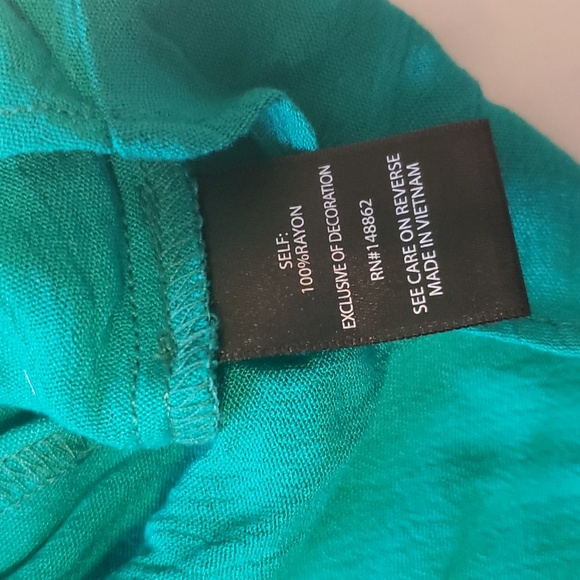 SELF:
100%RAYON
EXCLUSIVE OF DECORATION
RN#148862
SEE CARE ON REVERSE
MADE IN VIETNAM